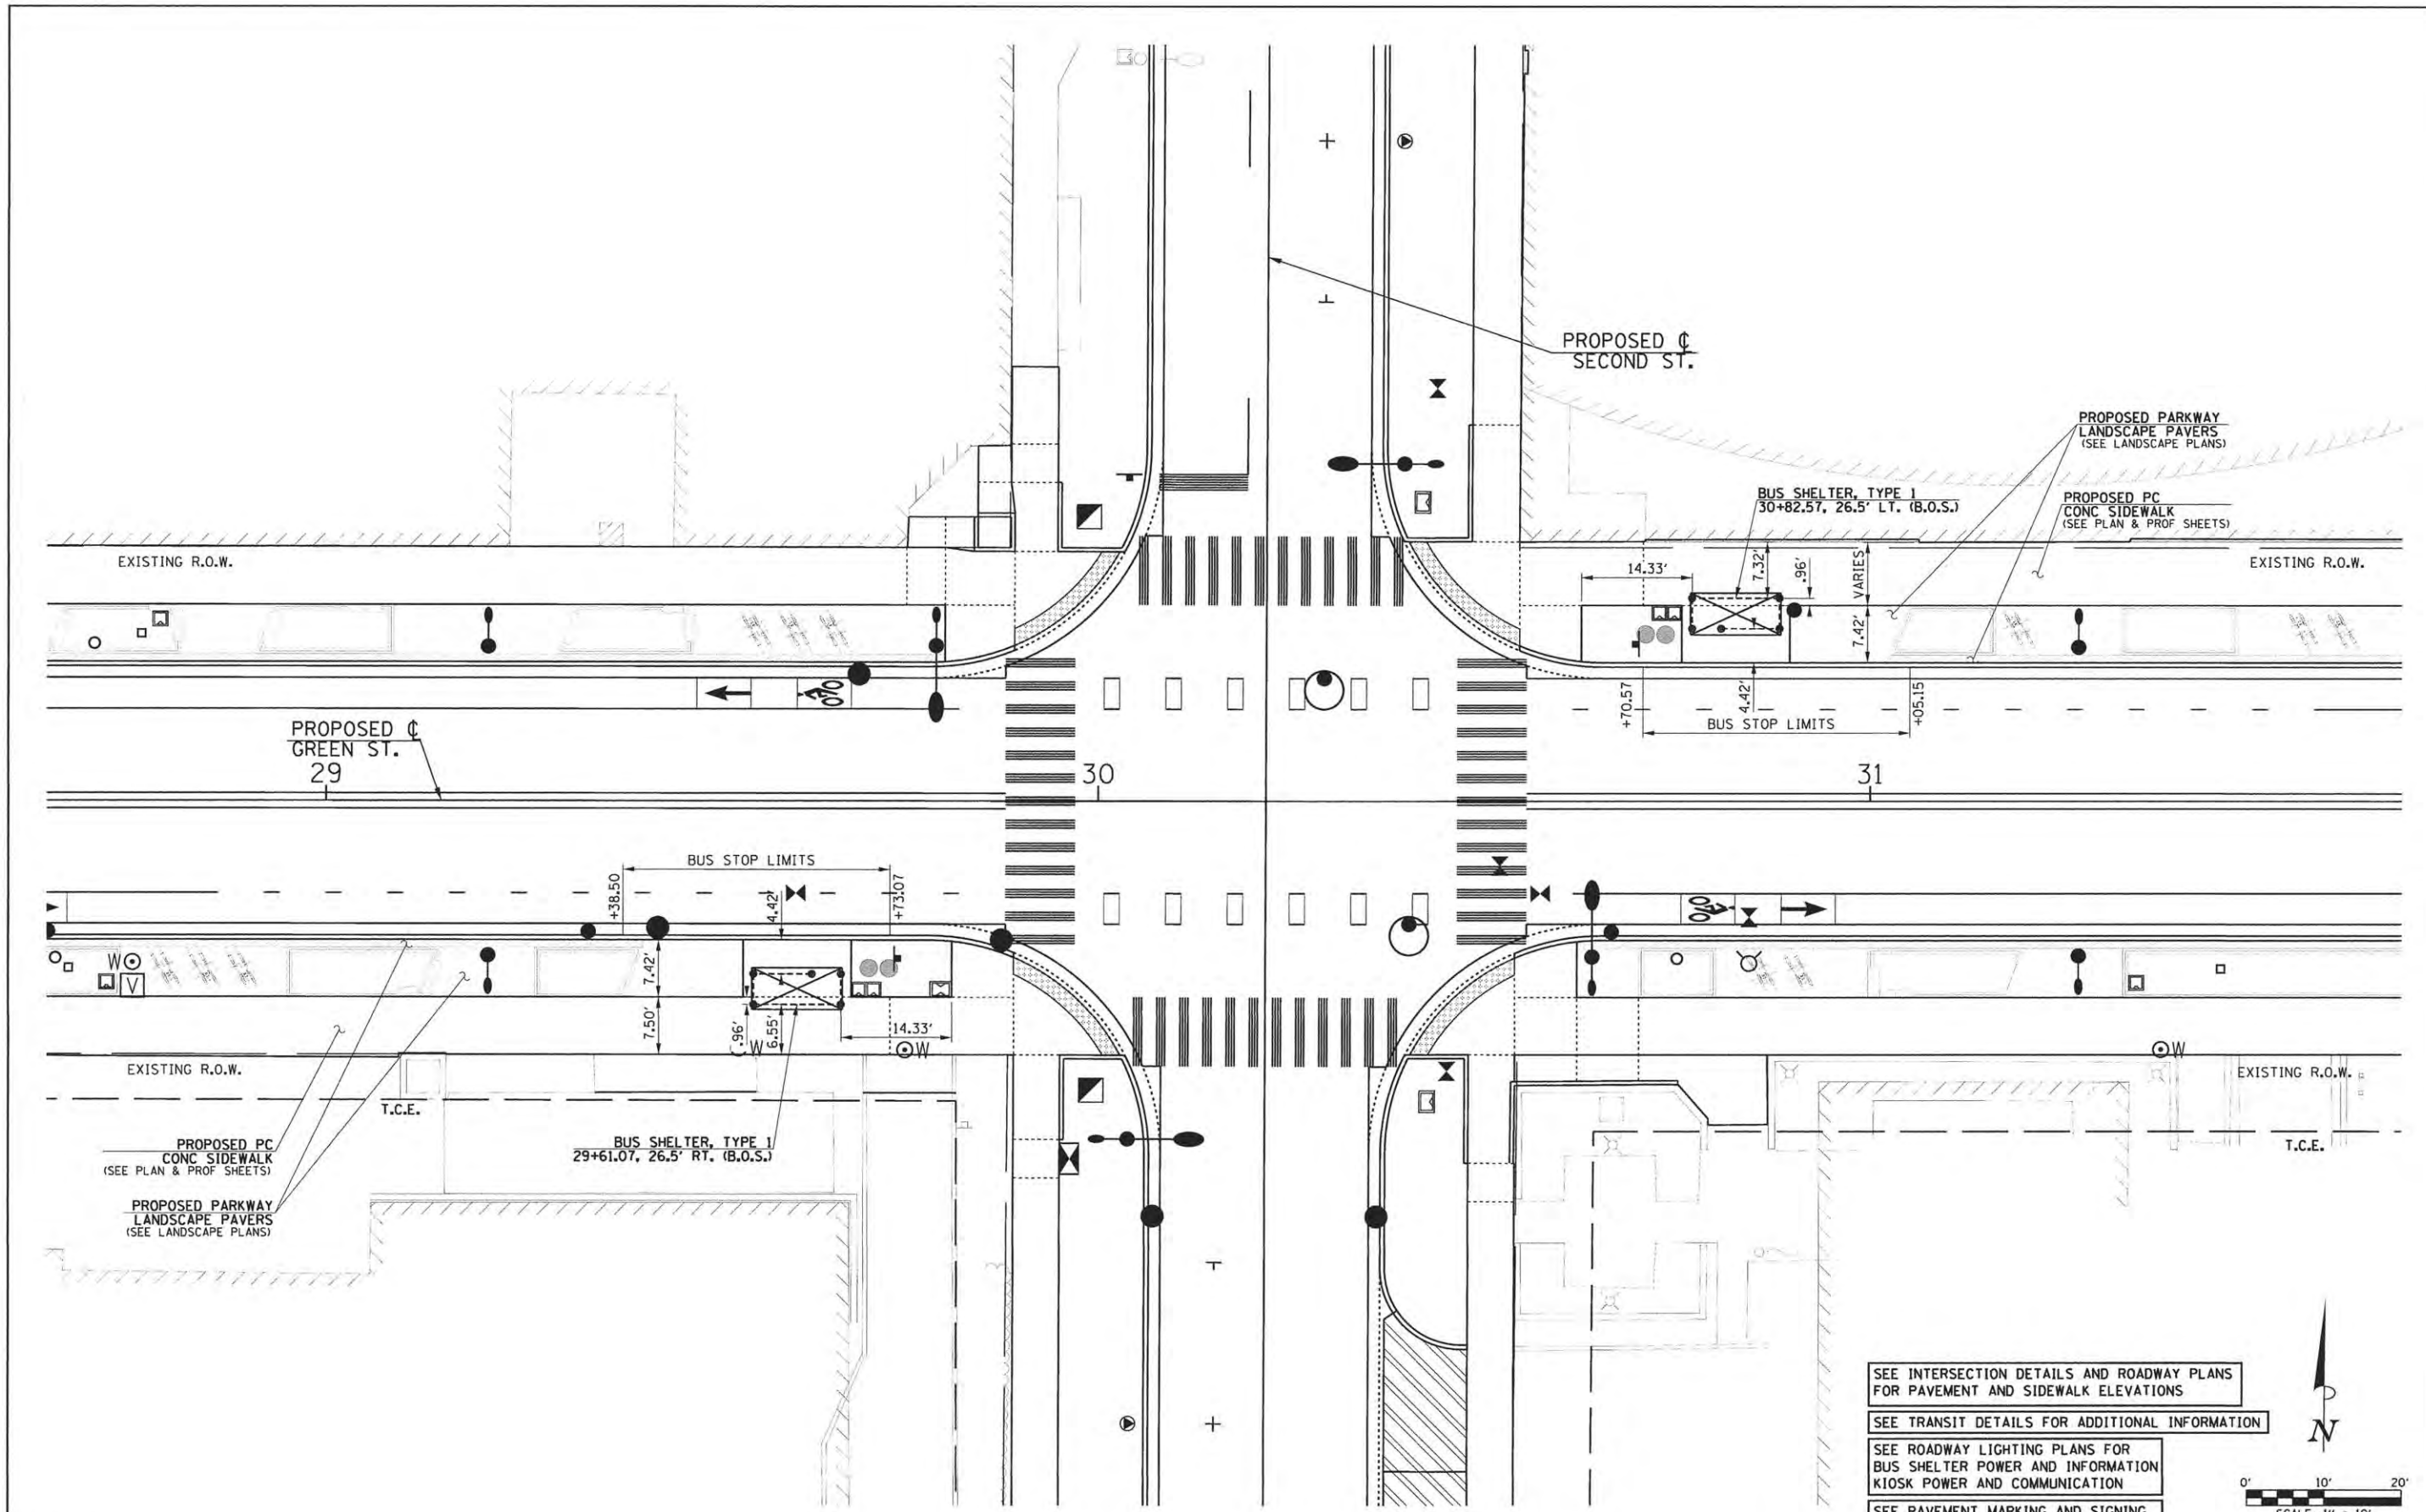 PROPOSED ℄
SECOND ST.
PROPOSED PARKWAY
LANDSCAPE PAVERS
(SEE LANDSCAPE PLANS)
BUS SHELTER, TYPE 1
30+82.57, 26.5' LT. (B.O.S.)
PROPOSED PC
CONC SIDEWALK
(SEE PLAN & PROF SHEETS)
EXISTING R.O.W.
EXISTING R.O.W.
14.33'
7.32'
.96'
VARIES
7.42'
4.42'
+70.57
+05.15
BUS STOP LIMITS
PROPOSED ℄
GREEN ST.
29
30
31
BUS STOP LIMITS
+38.50
4.42'
+73.07
W
V
7.42'
7.50'
.96'
W
6.55'
14.33'
W
W
EXISTING R.O.W.
EXISTING R.O.W.
T.C.E.
T.C.E.
PROPOSED PC
CONC SIDEWALK
(SEE PLAN & PROF SHEETS)
BUS SHELTER, TYPE 1
29+61.07, 26.5' RT. (B.O.S.)
PROPOSED PARKWAY
LANDSCAPE PAVERS
(SEE LANDSCAPE PLANS)
SEE INTERSECTION DETAILS AND ROADWAY PLANS
FOR PAVEMENT AND SIDEWALK ELEVATIONS
SEE TRANSIT DETAILS FOR ADDITIONAL INFORMATION
SEE ROADWAY LIGHTING PLANS FOR
BUS SHELTER POWER AND INFORMATION
KIOSK POWER AND COMMUNICATION
SEE PAVEMENT MARKING AND SIGNING
N
0' 10' 20'